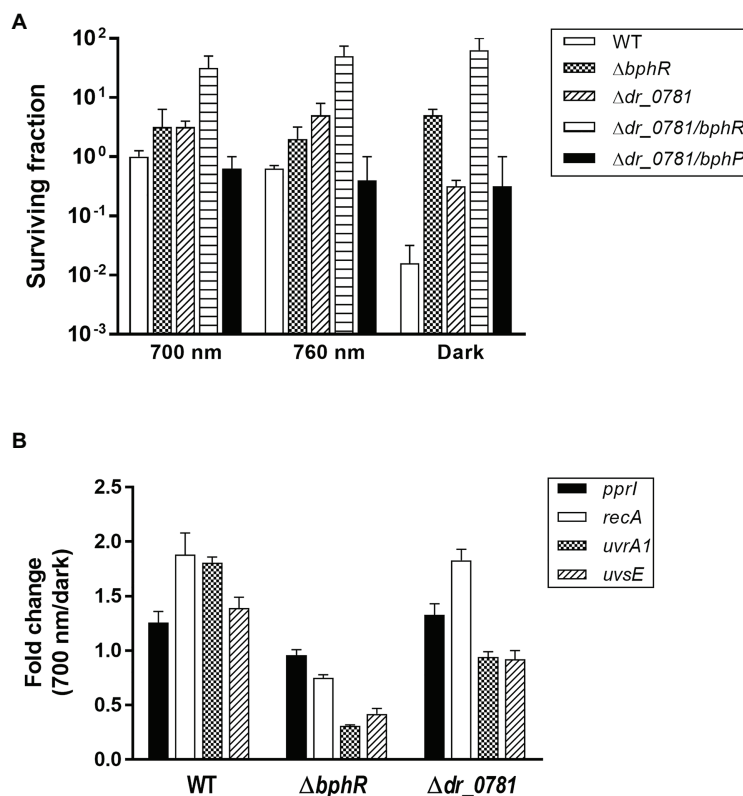 A
Surviving fraction
10²
10¹
10⁰
10⁻¹
10⁻²
10⁻³
700 nm
760 nm
Dark
WT
ΔbphR
Δdr_0781
Δdr_0781/bphR
Δdr_0781/bphP
B
Fold change
(700 nm/dark)
2.5
2.0
1.5
1.0
0.5
0.0
WT
ΔbphR
Δdr_0781
pprI
recA
uvrA1
uvsE